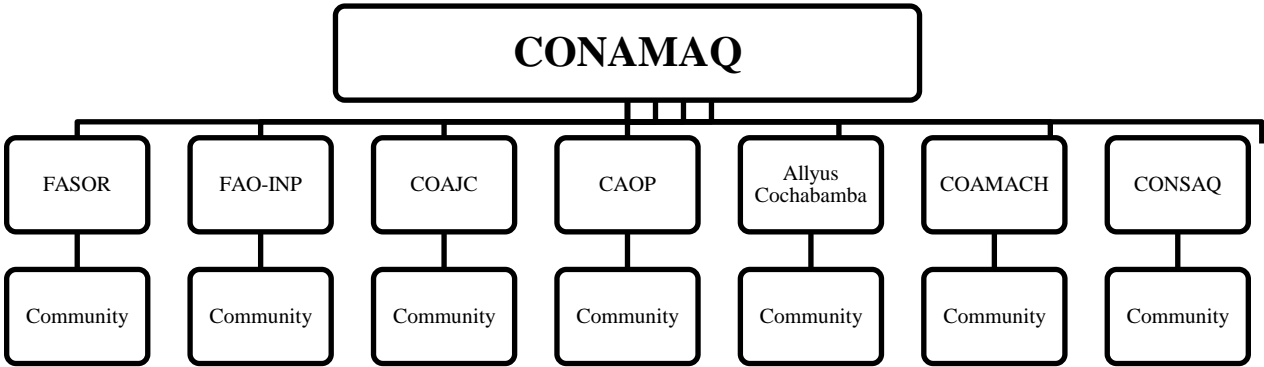 CONAMAQ
FASOR
FAO-INP
COAJC
CAOP
Allyus
Cochabamba
COAMACH
CONSAQ
Community
Community
Community
Community
Community
Community
Community